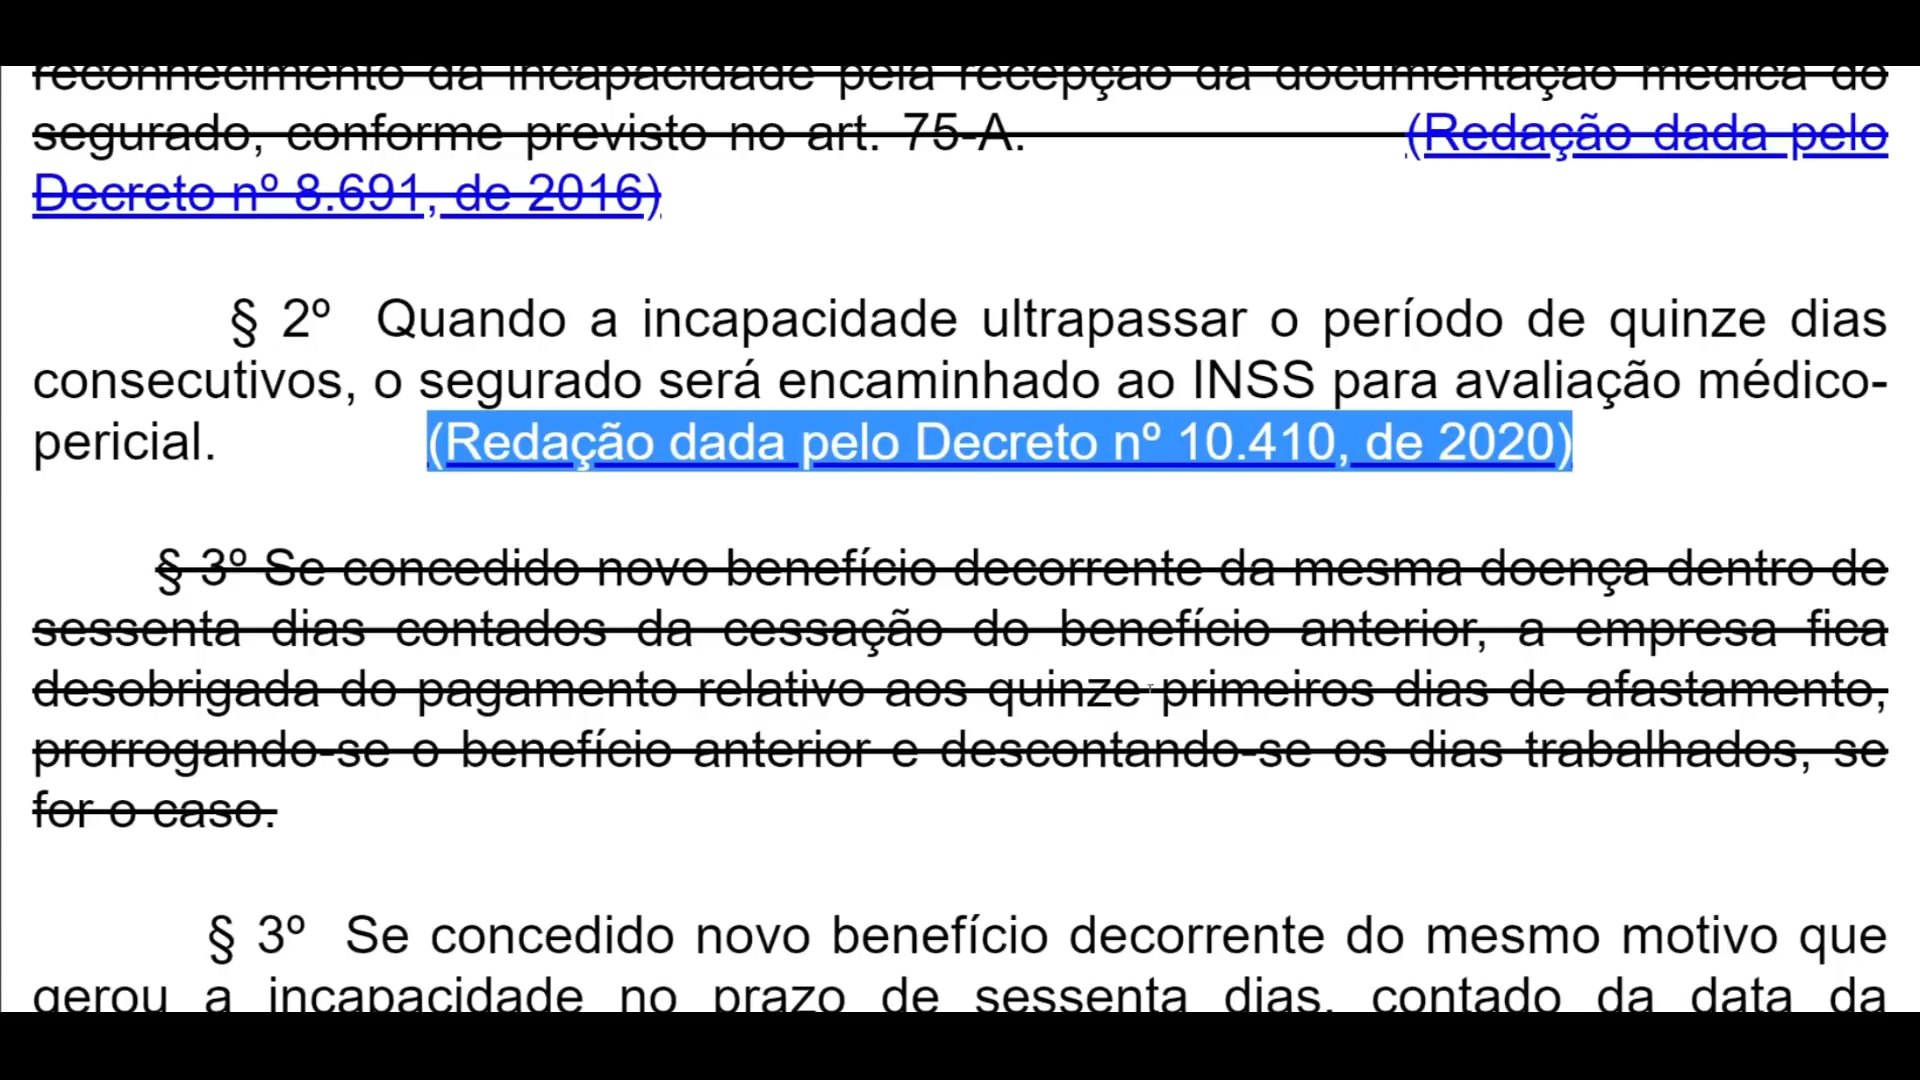 reconhecimento da incapacidade pela recepção da documentação médica do
segurado, conforme previsto no art. 75-A. (Redação dada pelo
Decreto nº 8.691, de 2016)
§ 2º Quando a incapacidade ultrapassar o período de quinze dias
consecutivos, o segurado será encaminhado ao INSS para avaliação médico-
pericial. (Redação dada pelo Decreto nº 10.410, de 2020)
§ 3º Se concedido novo benefício decorrente da mesma doença dentro de
sessenta dias contados da cessação do benefício anterior, a empresa fica
desobrigada do pagamento relativo aos quinze primeiros dias de afastamento,
prorrogando-se o benefício anterior e descontando-se os dias trabalhados, se
for o caso.
§ 3º Se concedido novo benefício decorrente do mesmo motivo que
gerou a incapacidade no prazo de sessenta dias, contado da data da